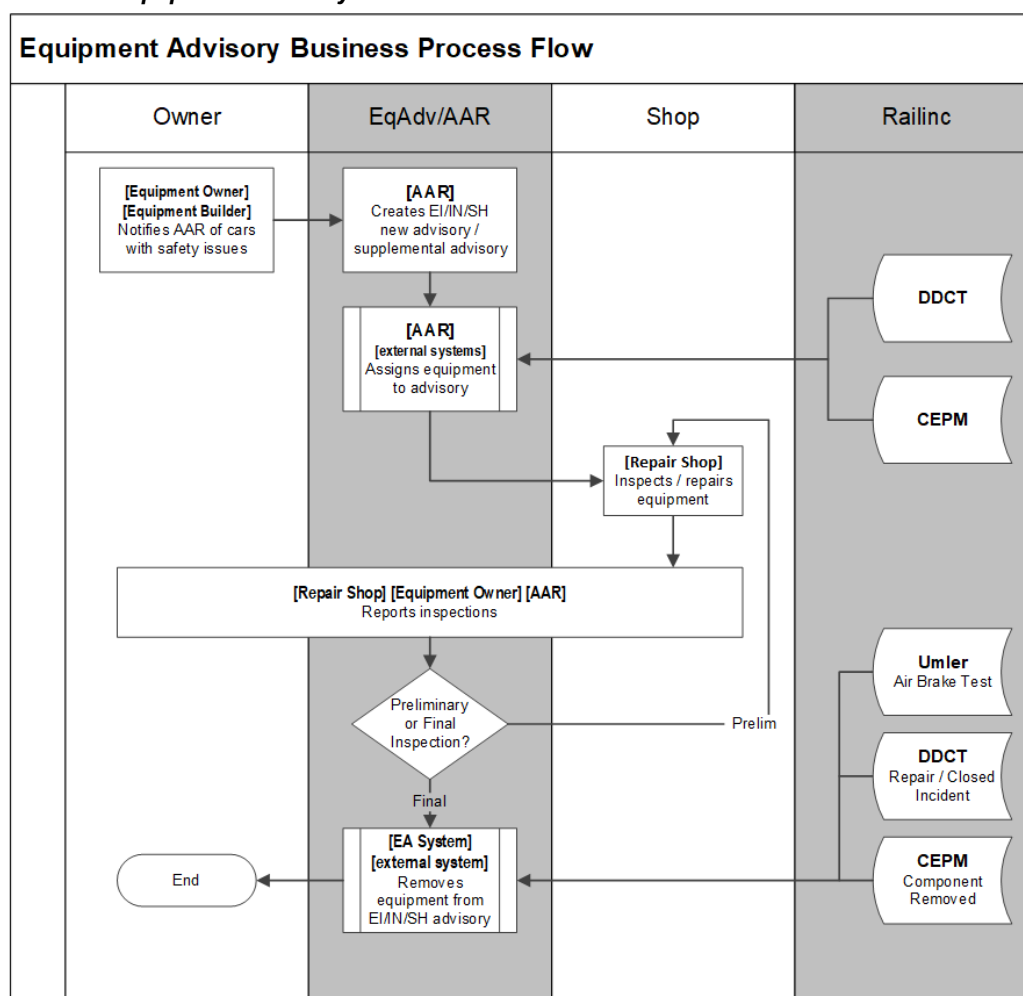 Equipment Advisory Business Process Flow
Owner
EqAdv/AAR
Shop
Railinc
[Equipment Owner]
[Equipment Builder]
Notifies AAR of cars
with safety issues
[AAR]
Creates EI/IN/SH
new advisory /
supplemental advisory
DDCT
[AAR]
[external systems]
Assigns equipment
to advisory
CEPM
[Repair Shop]
Inspects / repairs
equipment
[Repair Shop] [Equipment Owner] [AAR]
Reports inspections
Umler
Air Brake Test
Preliminary
or Final
Inspection?
Prelim
DDCT
Repair / Closed
Incident
Final
[EA System]
[external system]
Removes
equipment from
EI/IN/SH advisory
End
CEPM
Component
Removed